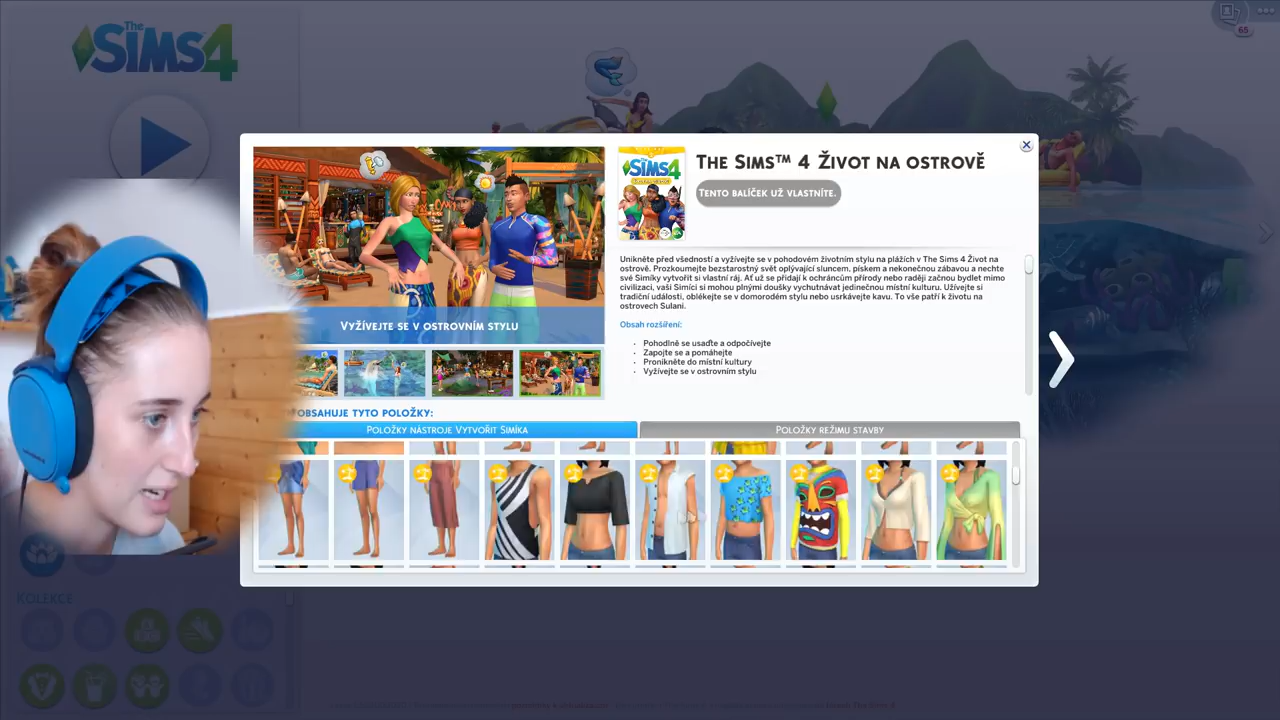 The
SIMS 4
65
The
SIMS 4
THE SIMS™ 4 ŽIVOT NA OSTROVĚ
TENTO BALÍČEK UŽ VLASTNÍTE.
Unikněte před všedností a vyžívejte se v pohodovém životním stylu na plážích v The Sims 4 Život na
ostrově. Prozkoumejte bezstarostný svět oplývající sluncem, pískem a nekonečnou zábavou a nechte
své Simíky vytvořit si vlastní ráj. Ať už se přidají k ochráncům přírody nebo raději začnou bydlet mimo
civilizaci, vaši Simíci si mohou plnými doušky vychutnávat jedinečnou místní kulturu. Užívejte si
tradiční události, oblékejte se v domorodém stylu nebo usrkávejte kavu. To vše patří k životu na
ostrovech Sulani.
VYŽÍVEJTE SE V OSTROVNÍM STYLU
Obsah rozšíření:
· Pohodlně se usaďte a odpočívejte
· Zapojte se a pomáhejte
· Pronikněte do místní kultury
· Vyžívejte se v ostrovním stylu
OBSAHUJE TYTO POLOŽKY:
POLOŽKY NÁSTROJE VYTVOŘIT SIMÍKA
POLOŽKY REŽIMU STAVBY
KOLEKCE